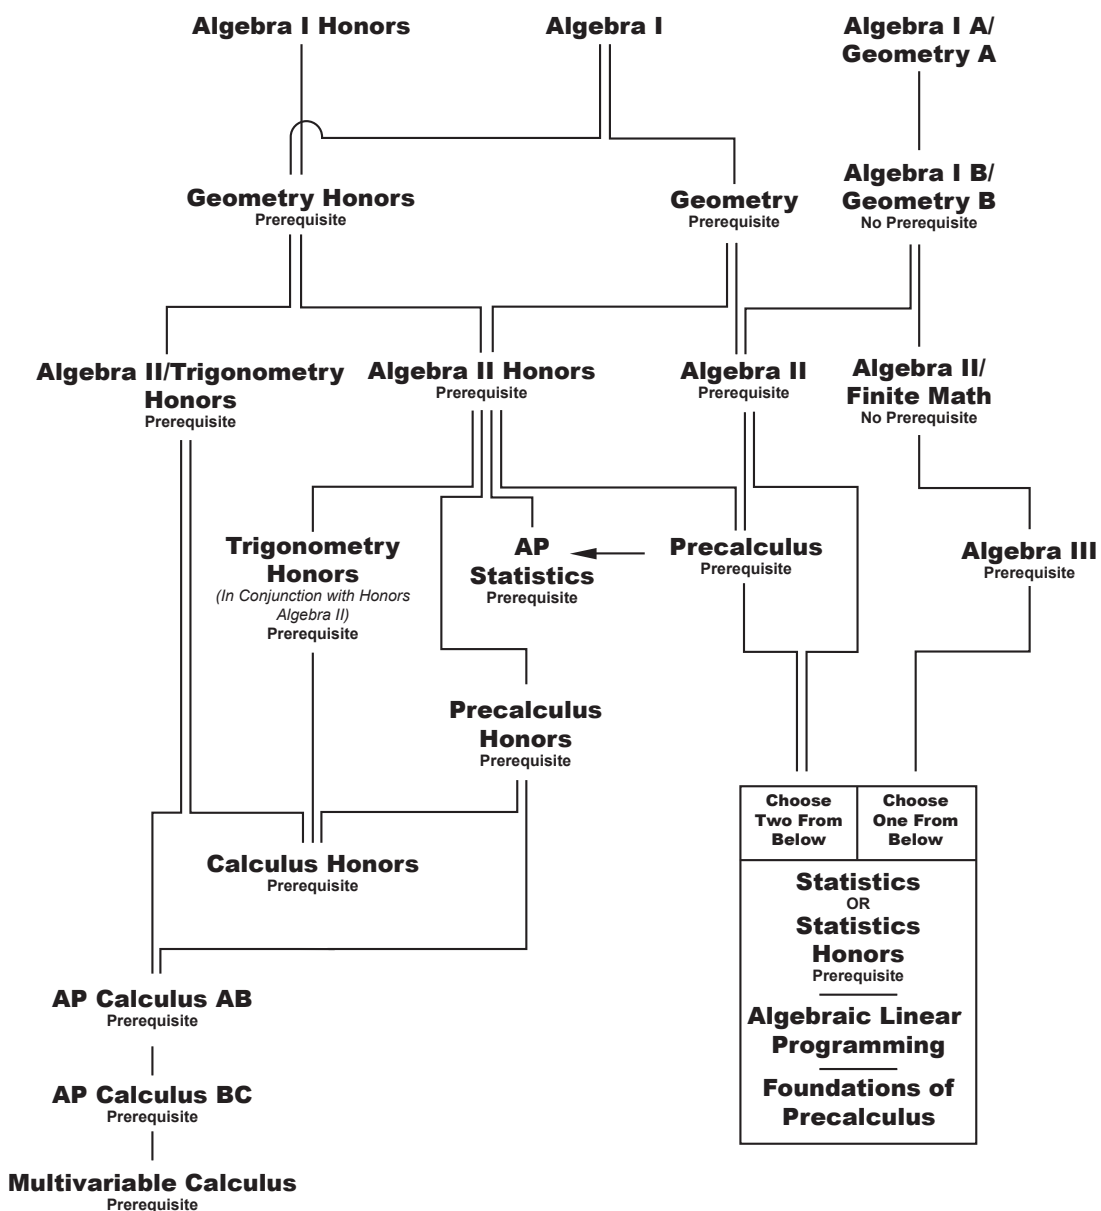 Algebra I Honors
Algebra I
Algebra I A/
Geometry A
Geometry Honors
Prerequisite
Geometry
Prerequisite
Algebra I B/
Geometry B
No Prerequisite
Algebra II/Trigonometry
Honors
Prerequisite
Algebra II Honors
Prerequisite
Algebra II
Prerequisite
Algebra II/
Finite Math
No Prerequisite
Trigonometry
Honors
(In Conjunction with Honors
Algebra II)
Prerequisite
AP
Statistics
Prerequisite
Precalculus
Prerequisite
Algebra III
Prerequisite
Precalculus
Honors
Prerequisite
Calculus Honors
Prerequisite
Choose
Two From
Below
Choose
One From
Below
Statistics
OR
Statistics
Honors
Prerequisite
Algebraic Linear
Programming
Foundations of
Precalculus
AP Calculus AB
Prerequisite
AP Calculus BC
Prerequisite
Multivariable Calculus
Prerequisite